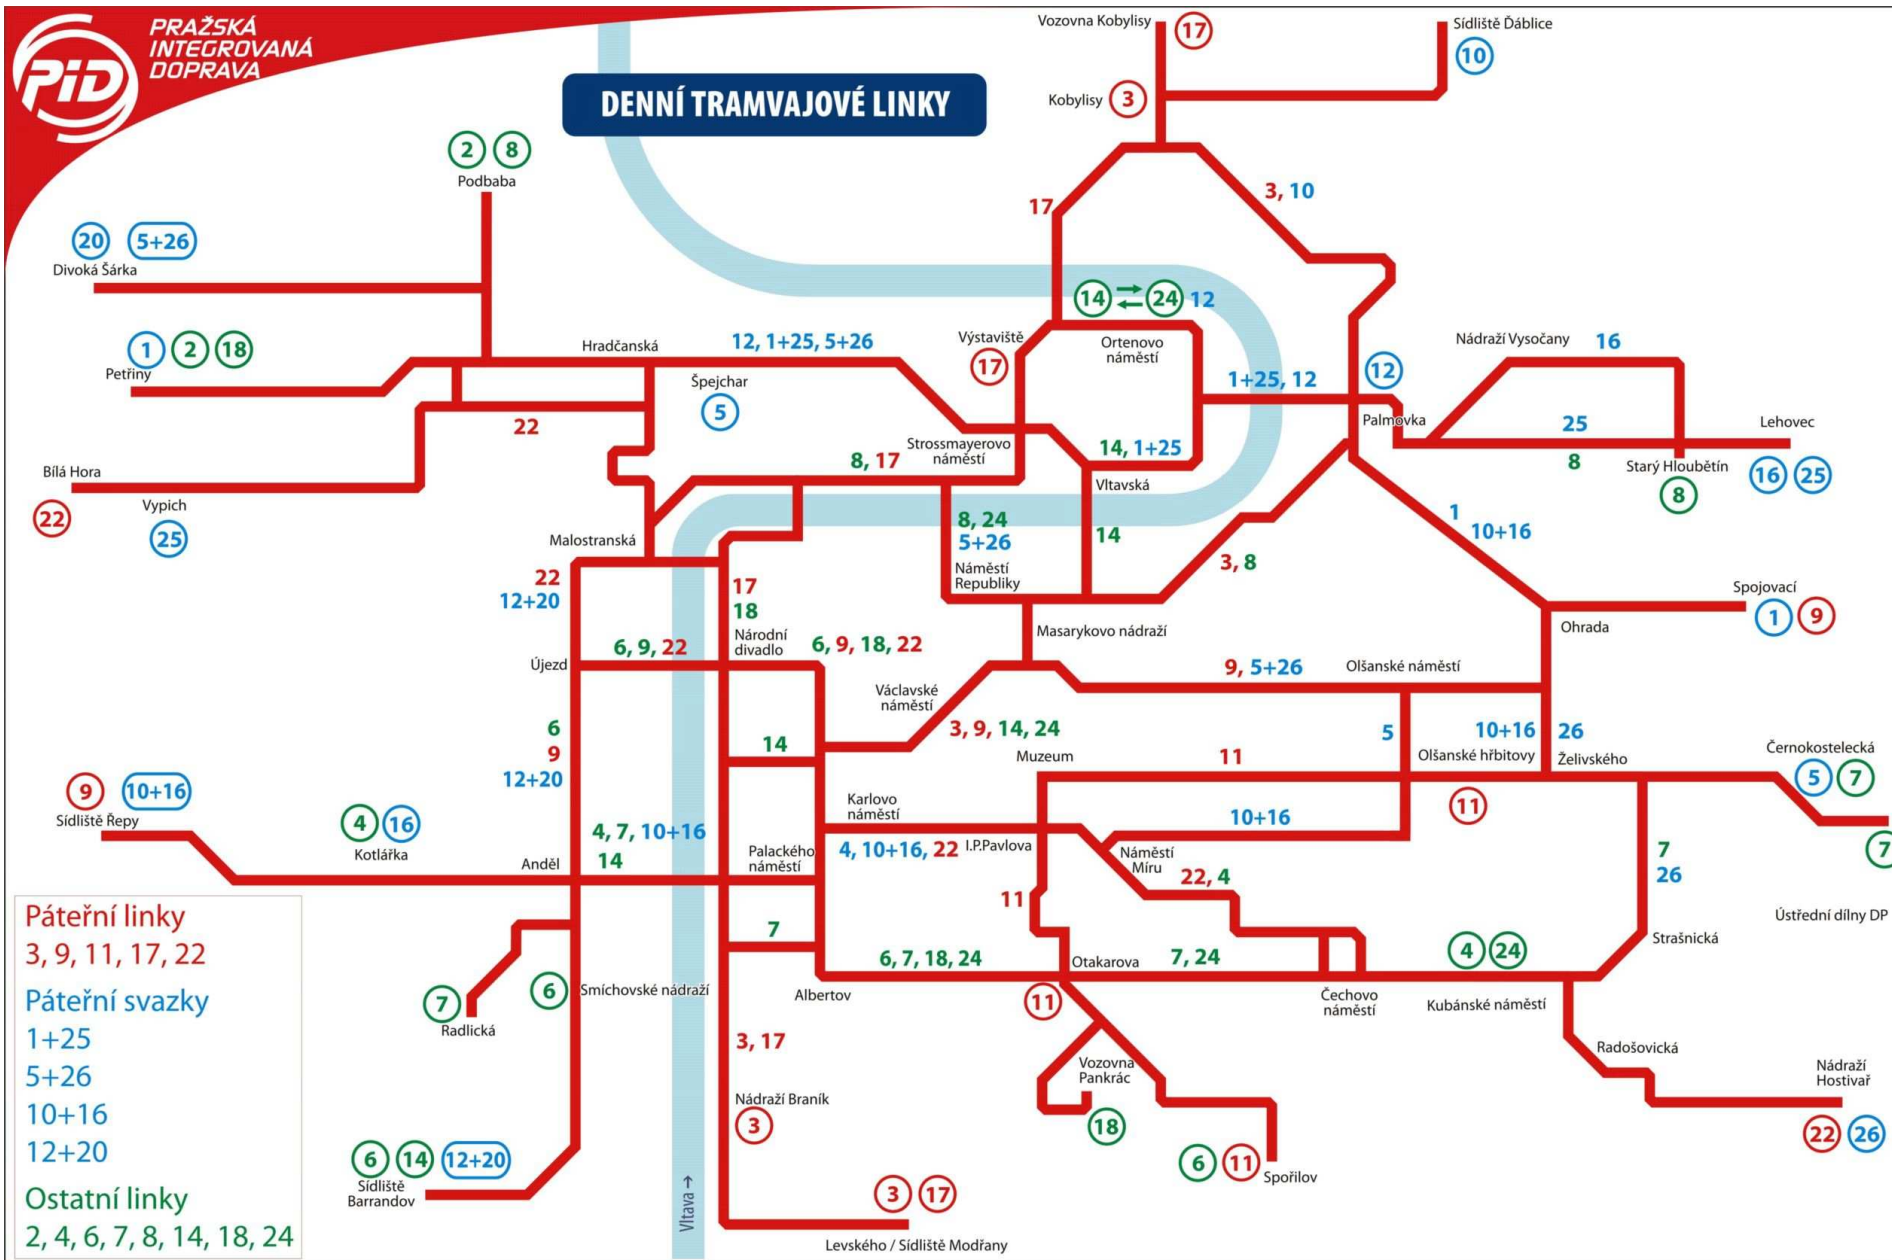 PRAŽSKÁ
INTEGROVANÁ
DOPRAVA
PID
DENNÍ TRAMVAJOVÉ LINKY
Vozovna Kobylisy
17
Sídliště Ďáblice
10
Kobylisy
3
2 8
Podbaba
17
3, 10
20 5+26
Divoká Šárka
14 24 12
1 2 18
Petřiny
Hradčanská
12, 1+25, 5+26
Výstaviště
17
Ortenovo
náměstí
Nádraží Vysočany
16
Špejchar
5
1+25, 12
12
Palmovka
22
Strossmayerovo
náměstí
14, 1+25
25
8
Lehovec
16 25
Starý Hloubětín
8
Bílá Hora
22
Vypich
25
8, 17
Vltavská
Malostranská
8, 24
5+26
14
1
10+16
Náměstí
Republiky
3, 8
22
12+20
17
18
Spojovací
1 9
Ohrada
Újezd
6, 9, 22
Národní
divadlo
6, 9, 18, 22
Masarykovo nádraží
9, 5+26
Olšanské náměstí
Václavské
náměstí
3, 9, 14, 24
6
9
12+20
14
Muzeum
11
5
10+16
26
Olšanské hřbitovy
11
Želivského
Černokostelecká
5 7
7
9 10+16
Sídliště Řepy
4 16
Kotlářka
Anděl
4, 7, 10+16
14
Palackého
náměstí
Karlovo
náměstí
4, 10+16, 22
I.P.Pavlova
10+16
Náměstí
Míru
22, 4
7
26
Ústřední dílny DP
Strašnická
11
7
6, 7, 18, 24
Otakarova
11
7, 24
4 24
Albertov
Čechovo
náměstí
Kubánské náměstí
7
Radlická
6
Smíchovské nádraží
3, 17
Vozovna
Pankrác
18
Radošovická
Nádraží
Hostivař
22 26
Nádraží Braník
3
6 14 12+20
Sídliště
Barrandov
6 11
Spořilov
3 17
Levského / Sídliště Modřany
Vltava →
Páteřní linky
3, 9, 11, 17, 22
Páteřní svazky
1+25
5+26
10+16
12+20
Ostatní linky
2, 4, 6, 7, 8, 14, 18, 24